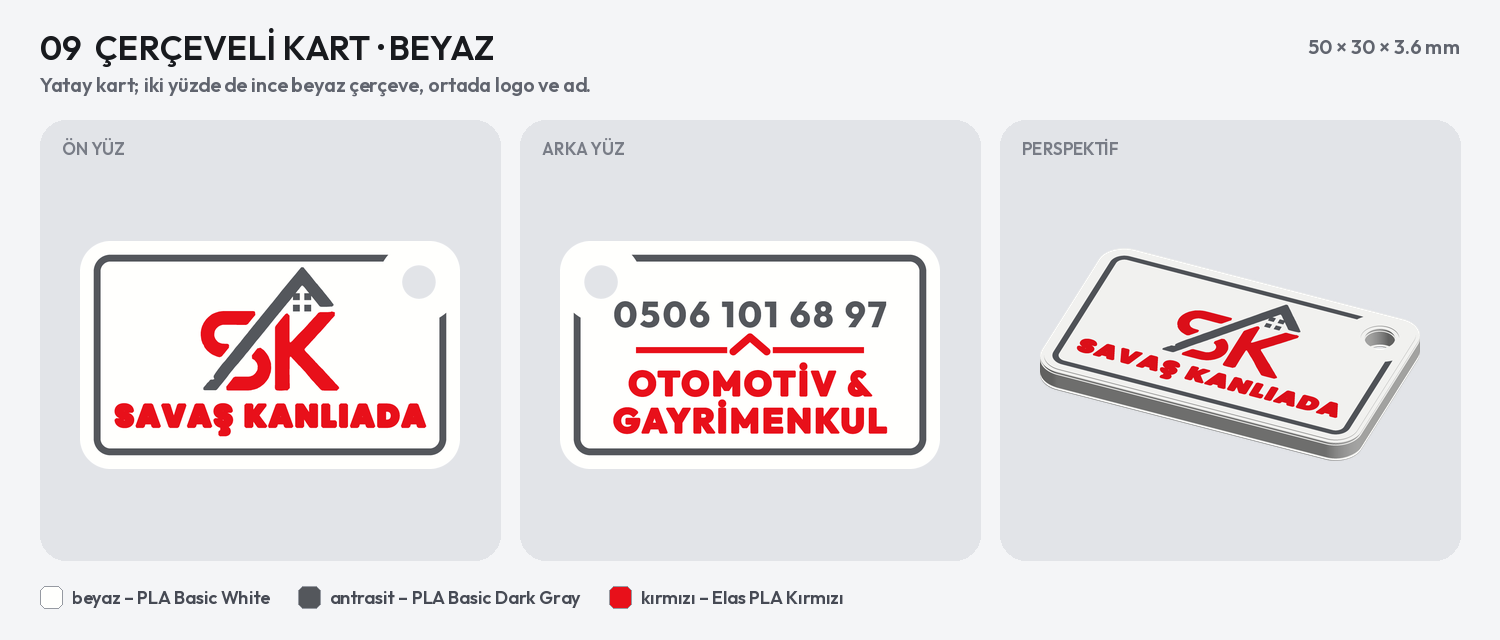 09 ÇERÇEVELİ KART · BEYAZ
50 × 30 × 3.6 mm
Yatay kart; iki yüzde de ince beyaz çerçeve, ortada logo ve ad.
ÖN YÜZ
SK
SAVAŞ KANLIADA
ARKA YÜZ
0506 101 68 97
OTOMOTİV &
GAYRİMENKUL
PERSPEKTİF
SK
SAVAŞ KANLIADA
beyaz – PLA Basic White
antrasit – PLA Basic Dark Gray
kırmızı – Elas PLA Kırmızı